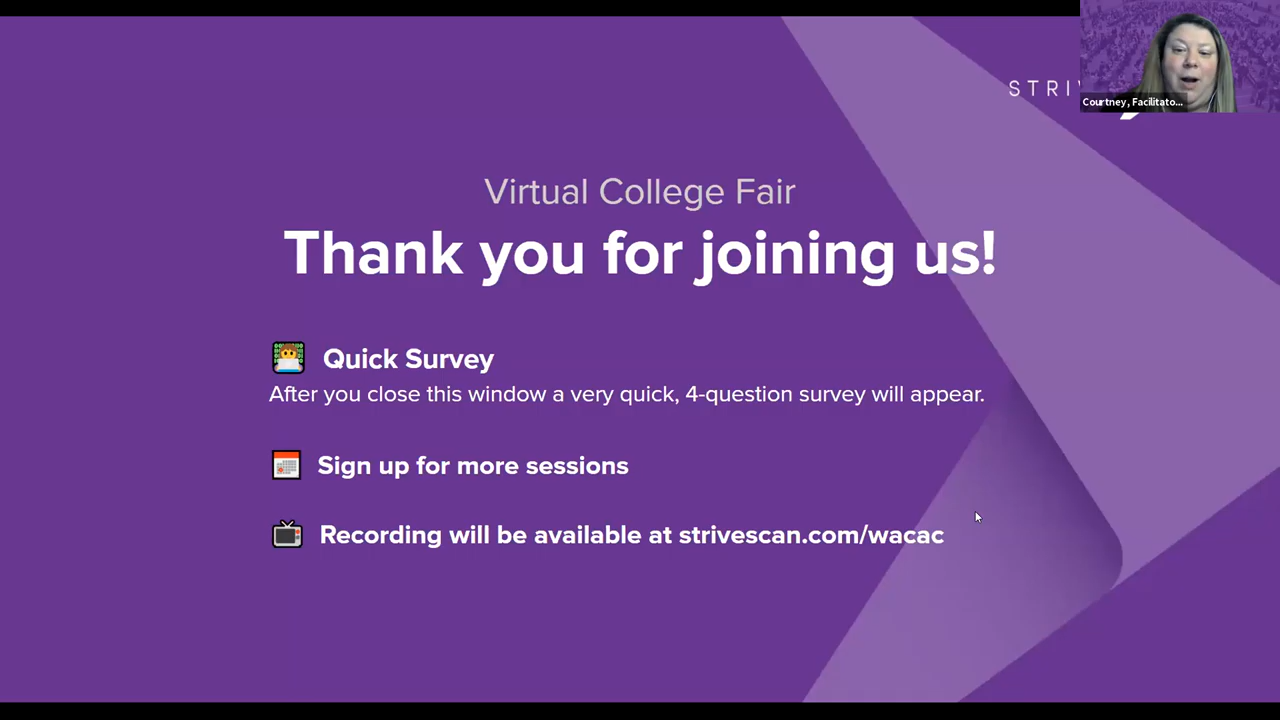 STRI
Courtney, Facilitato...
Virtual College Fair
Thank you for joining us!
Quick Survey
After you close this window a very quick, 4-question survey will appear.
Sign up for more sessions
Recording will be available at strivescan.com/wacac